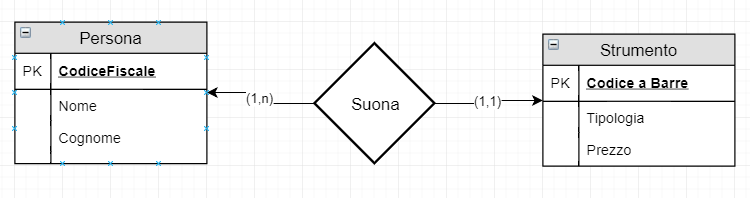 Persona
PK CodiceFiscale
Nome
Cognome
(1,n)
Suona
(1,1)
Strumento
PK Codice a Barre
Tipologia
Prezzo